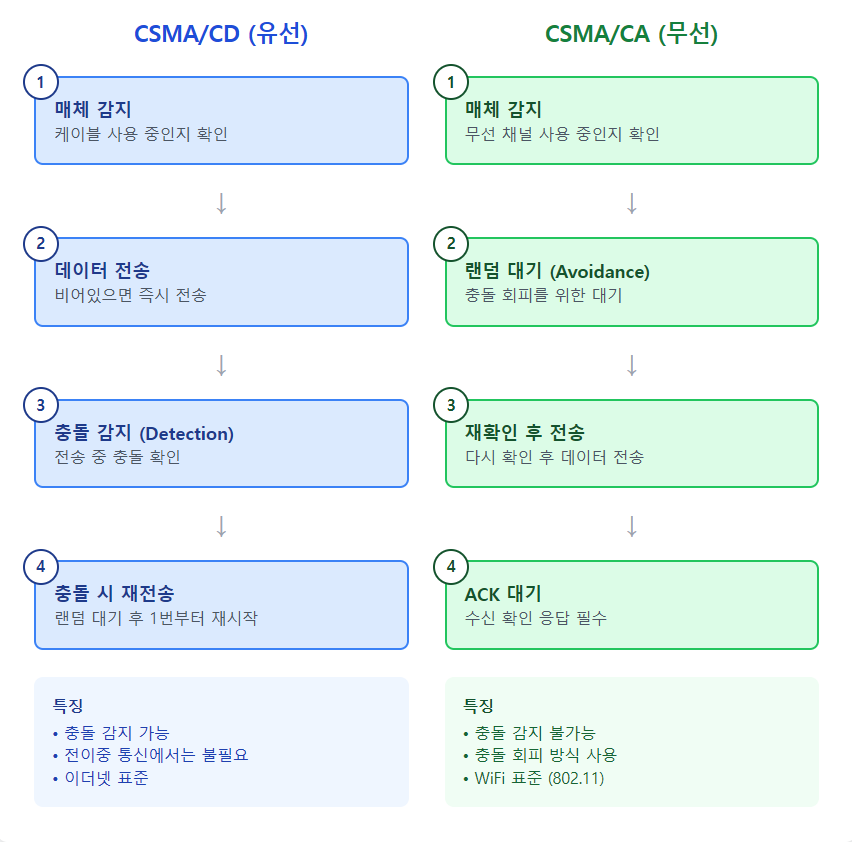 CSMA/CD (유선)
1
매체 감지
케이블 사용 중인지 확인
↓
2
데이터 전송
비어있으면 즉시 전송
↓
3
충돌 감지 (Detection)
전송 중 충돌 확인
↓
4
충돌 시 재전송
랜덤 대기 후 1번부터 재시작
특징
• 충돌 감지 가능
• 전이중 통신에서는 불필요
• 이더넷 표준
CSMA/CA (무선)
1
매체 감지
무선 채널 사용 중인지 확인
↓
2
랜덤 대기 (Avoidance)
충돌 회피를 위한 대기
↓
3
재확인 후 전송
다시 확인 후 데이터 전송
↓
4
ACK 대기
수신 확인 응답 필수
특징
• 충돌 감지 불가능
• 충돌 회피 방식 사용
• WiFi 표준 (802.11)